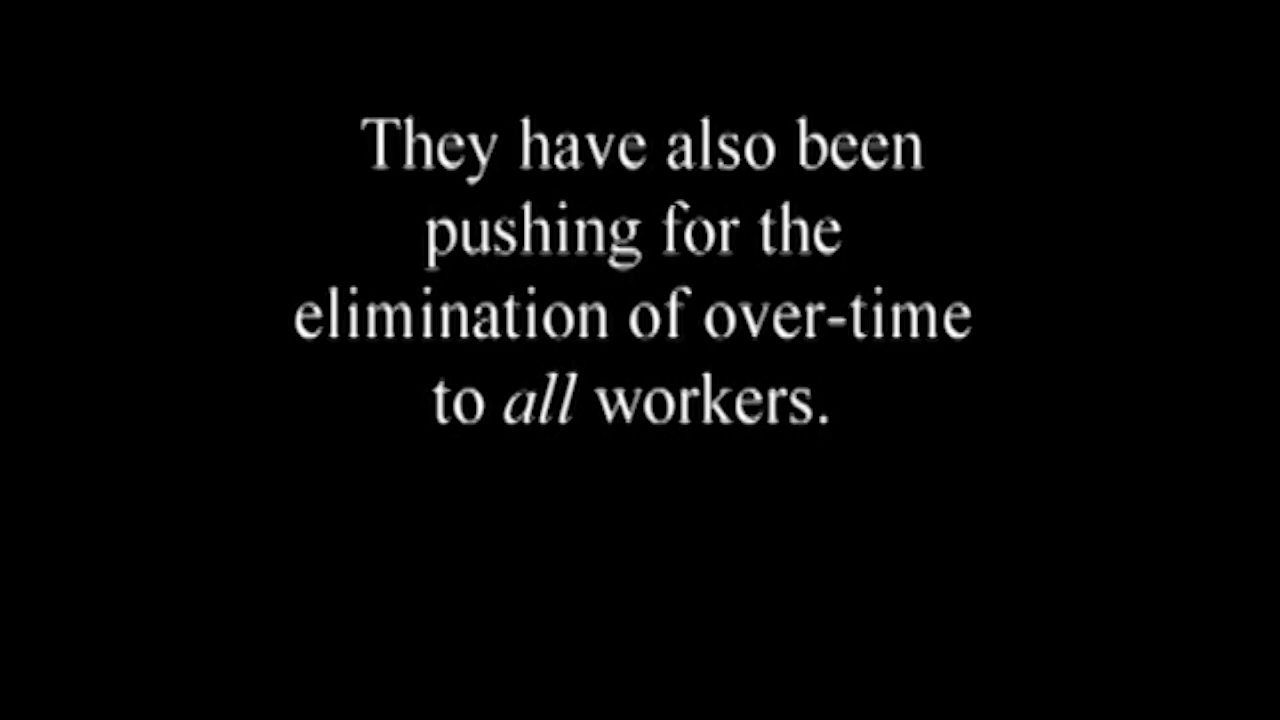 They have also been
pushing for the
elimination of over-time
to all workers.